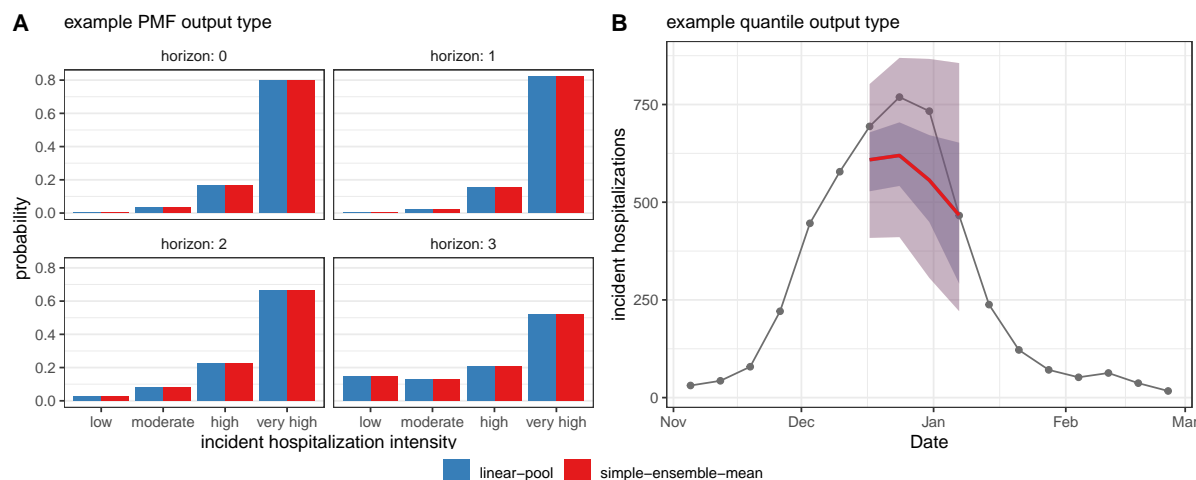 A example PMF output type
horizon: 0 horizon: 1
0.8
0.6
0.4
0.2
0.0
horizon: 2 horizon: 3
0.8
0.6
0.4
0.2
0.0
probability
low moderate high very high low moderate high very high
incident hospitalization intensity
B example quantile output type
750
500
250
0
incident hospitalizations
Nov Dec Jan Feb Mar
Date
linear−pool simple−ensemble−mean